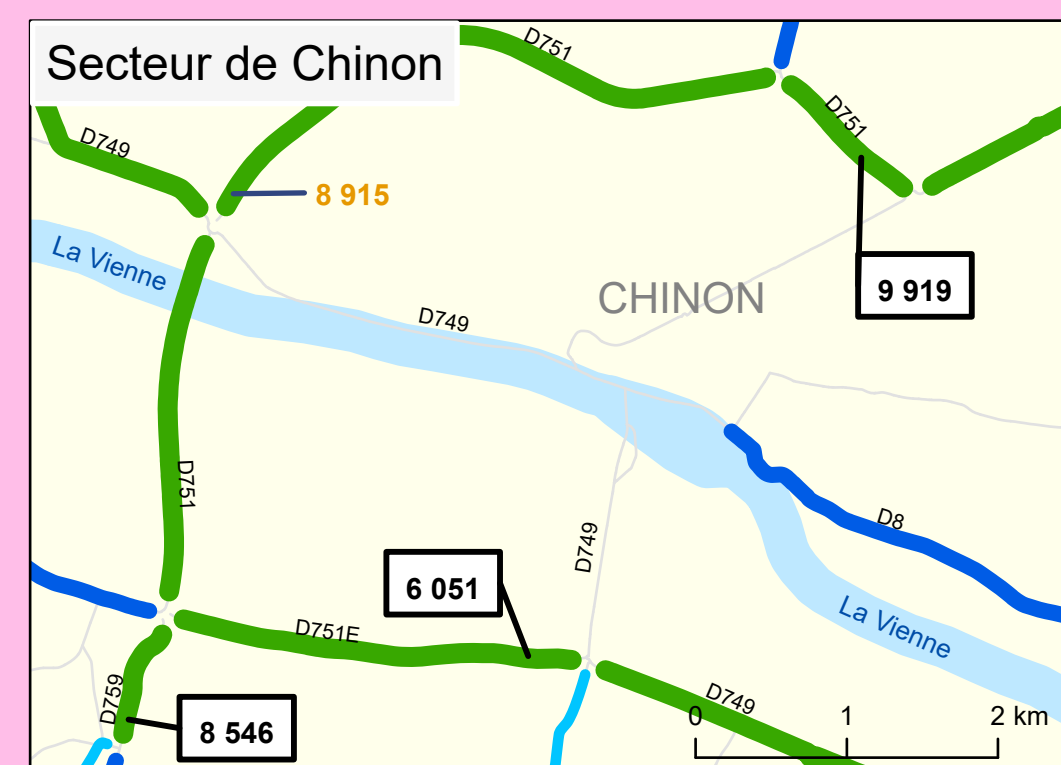 Secteur de Chinon
D751
D751
D749
8 915
La Vienne
9 919
CHINON
D749
D751
D8
D749
6 051
La Vienne
D751E
D759
D749
8 546
0 1 2 km